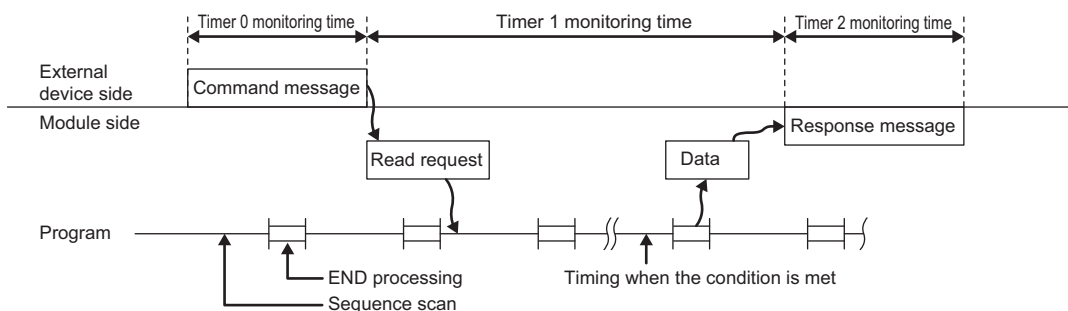 Timer 0 monitoring time
Timer 1 monitoring time
Timer 2 monitoring time
External
device side
Command message
Module side
Response message
Read request
Data
Program
END processing
Timing when the condition is met
Sequence scan